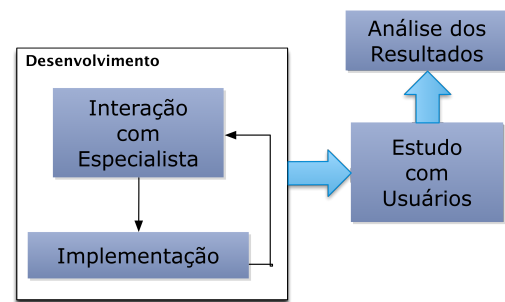 Desenvolvimento
Interação
com
Especialista
Implementação
Estudo
com
Usuários
Análise dos
Resultados